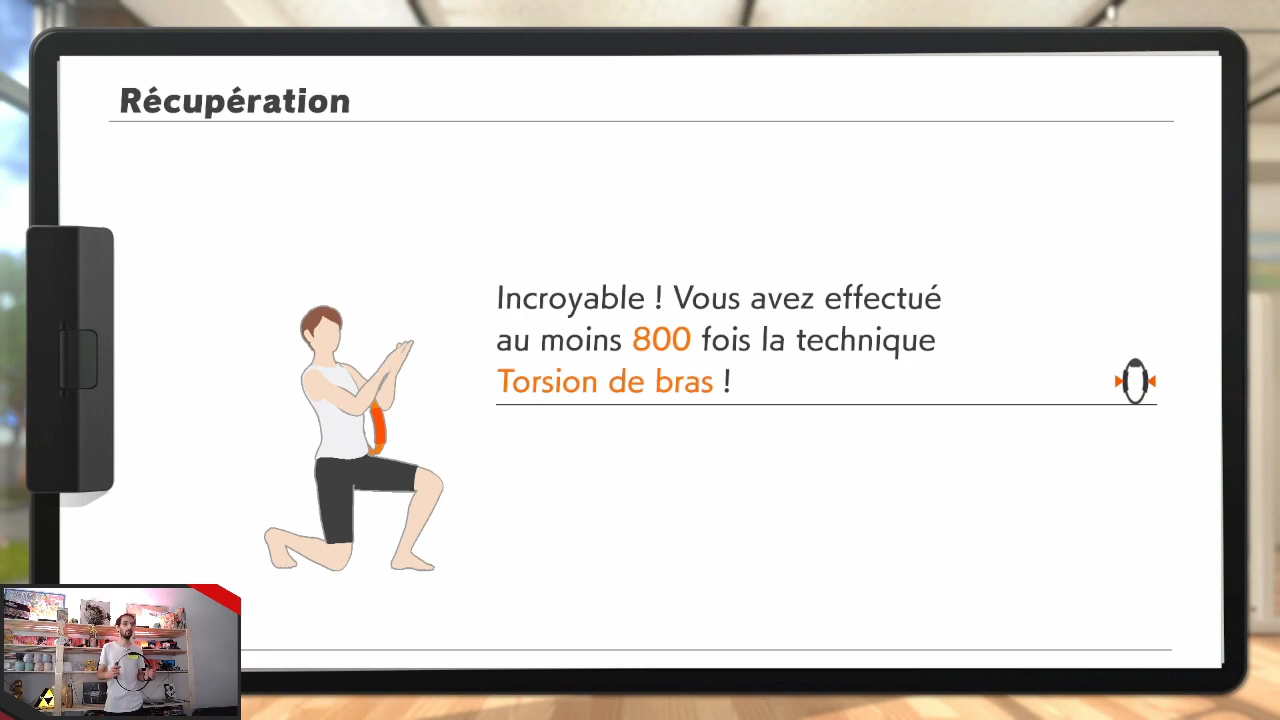 Récupération
Incroyable ! Vous avez effectué
au moins 800 fois la technique
Torsion de bras !